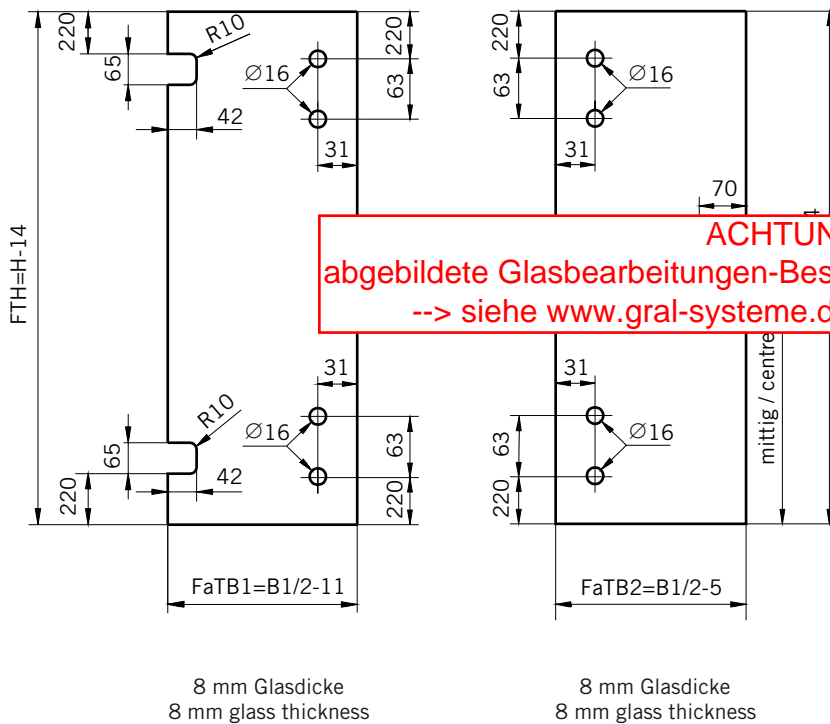 220
R10
65
42
Ø16
220
63
31
FTH=H-14
R10
65
42
220
31
Ø16
63
220
FaTB1=B1/2-11
8 mm Glasdicke
8 mm glass thickness
220
63
Ø16
31
70
ACHTUN
abgebildete Glasbearbeitungen-Bes
--> siehe www.gral-systeme.d
mittig / centre
31
Ø16
63
220
FaTB2=B1/2-5
8 mm Glasdicke
8 mm glass thickness